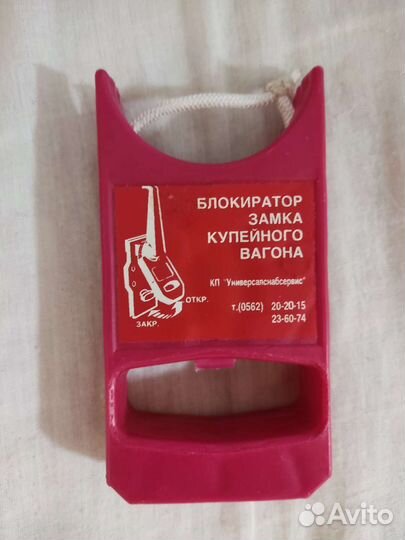 БЛОКИРАТОР
ЗАМКА
КУПЕЙНОГО
ВАГОНА
КП "Универсалснабсервис"
т.(0562) 20-20-15
23-60-74
ОТКР.
ЗАКР.
Avito